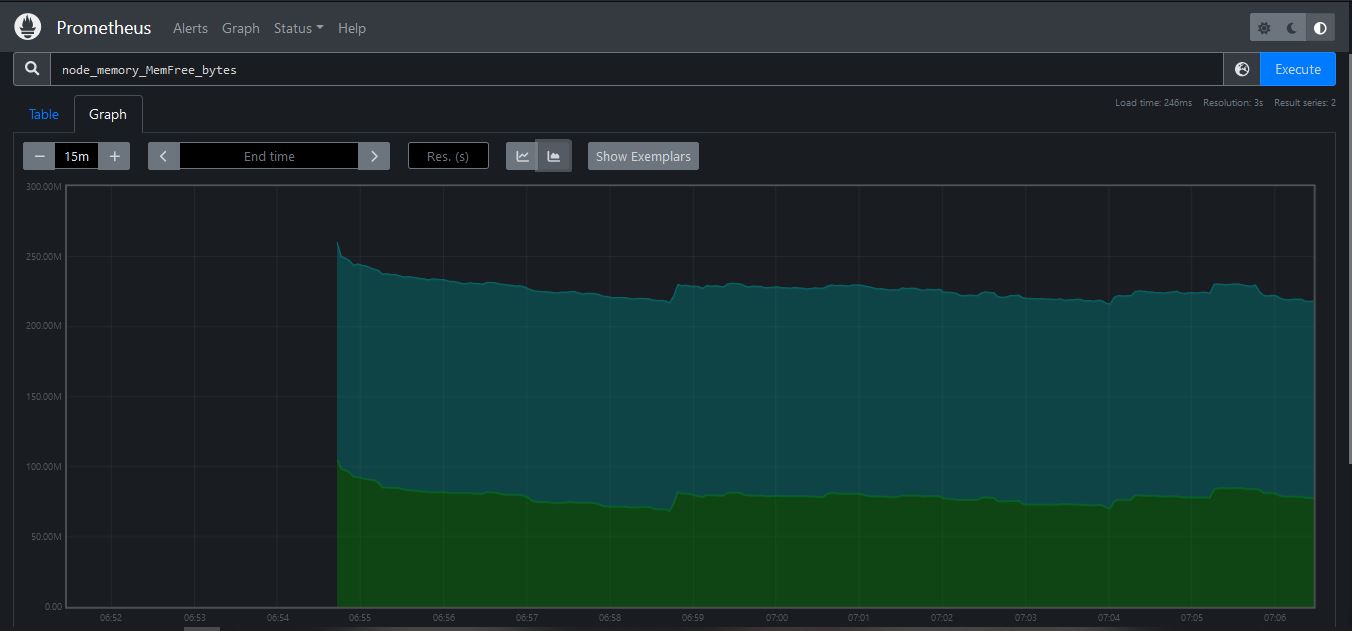 Prometheus Alerts Graph Status Help
node_memory_MemFree_bytes Execute
Load time: 246ms Resolution: 3s Result series: 2
Table Graph
− 15m + End time Res. (s) Show Exemplars
300.00M
250.00M
200.00M
150.00M
100.00M
50.00M
0.00
06:52 06:53 06:54 06:55 06:56 06:57 06:58 06:59 07:00 07:01 07:02 07:03 07:04 07:05 07:06